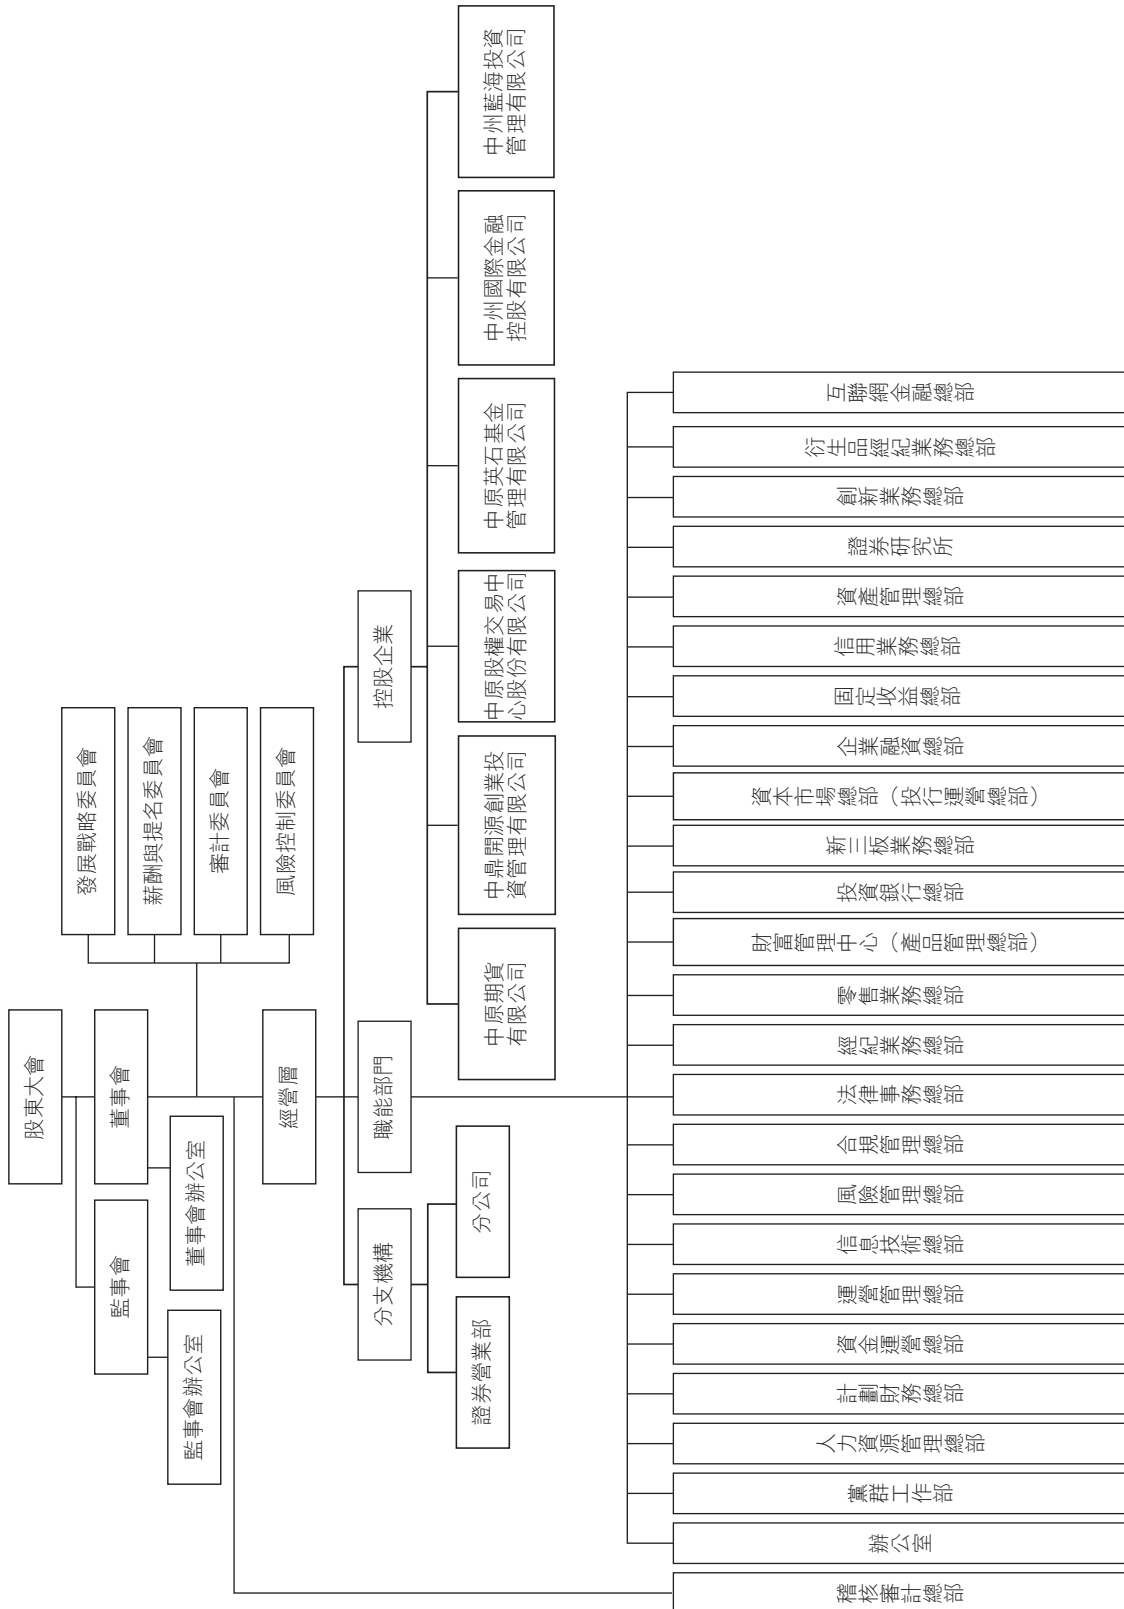 股東大會
監事會
董事會
監事會辦公室
董事會辦公室
發展戰略委員會
薪酬與提名委員會
審計委員會
風險控制委員會
經營層
分支機構
職能部門
控股企業
證券營業部
分公司
中原期貨
有限公司
中鼎開源創業投
資管理有限公司
中原股權交易中
心股份有限公司
中原英石基金
管理有限公司
中州國際金融
控股有限公司
中州藍海投資
管理有限公司
稽核審計總部
辦公室
黨群工作部
人力資源管理總部
計劃財務總部
資金運營總部
運營管理總部
信息技術總部
風險管理總部
合規管理總部
法律事務總部
經紀業務總部
零售業務總部
財富管理中心（產品管理總部）
投資銀行總部
新三板業務總部
資本市場總部（投行運營總部）
企業融資總部
固定收益總部
信用業務總部
資產管理總部
證券研究所
創新業務總部
衍生品經紀業務總部
互聯網金融總部